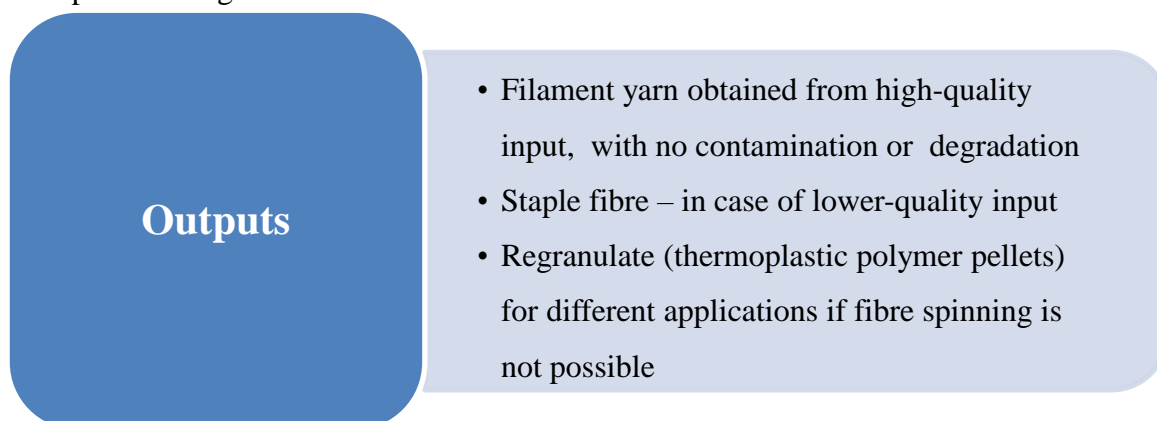 Outputs
• Filament yarn obtained from high-quality
input,  with no contamination or  degradation
• Staple fibre – in case of lower-quality input
• Regranulate (thermoplastic polymer pellets)
for different applications if fibre spinning is
not possible